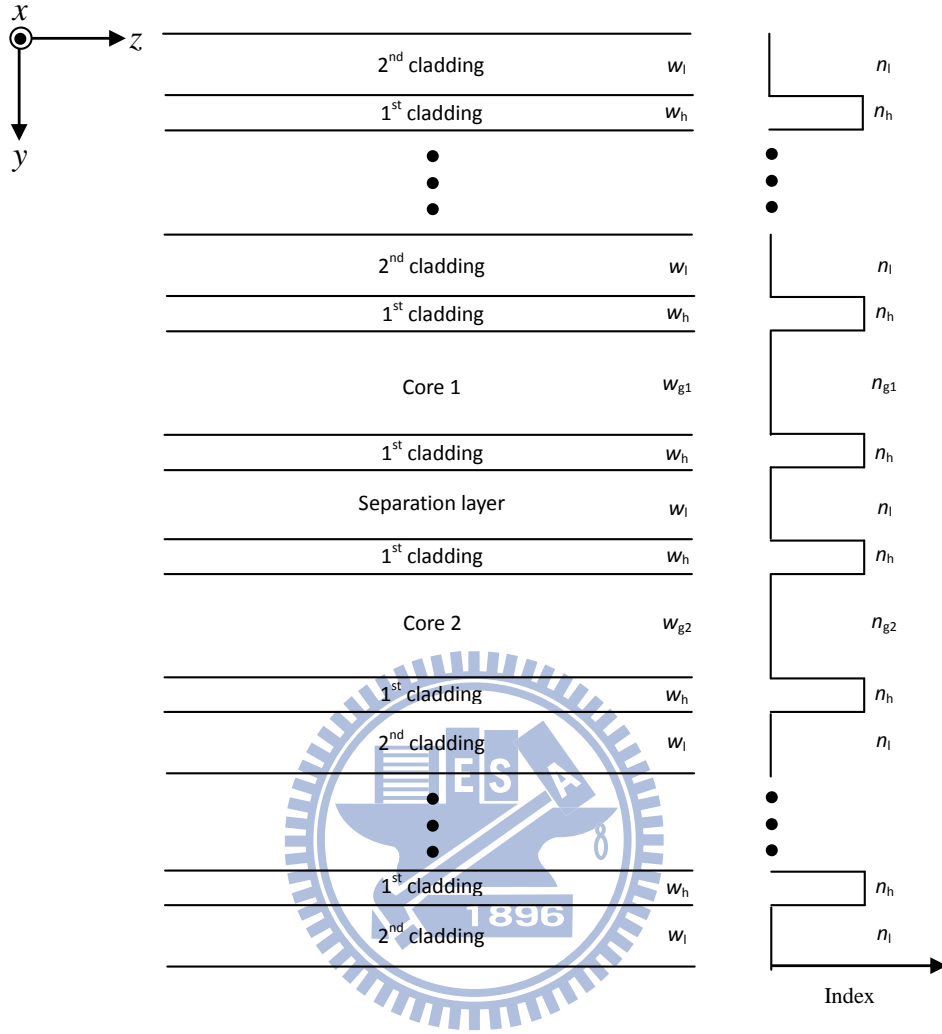 x
z
y
2nd cladding wl nl
1st cladding wh nh
2nd cladding wl nl
1st cladding wh nh
Core 1 wg1 ng1
1st cladding wh nh
Separation layer wl nl
1st cladding wh nh
Core 2 wg2 ng2
1st cladding wh nh
2nd cladding wl nl
E S A
8
1st cladding wh nh
1896
2nd cladding wl nl
Index